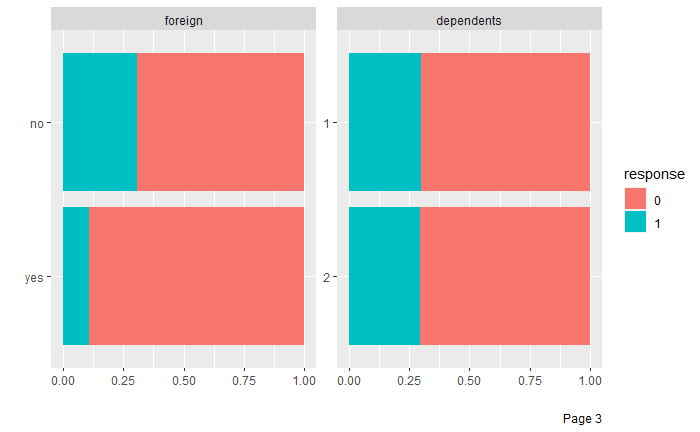 foreign
dependents
no
yes
1
2
0.00 0.25 0.50 0.75 1.00
0.00 0.25 0.50 0.75 1.00
response
0
1
Page 3